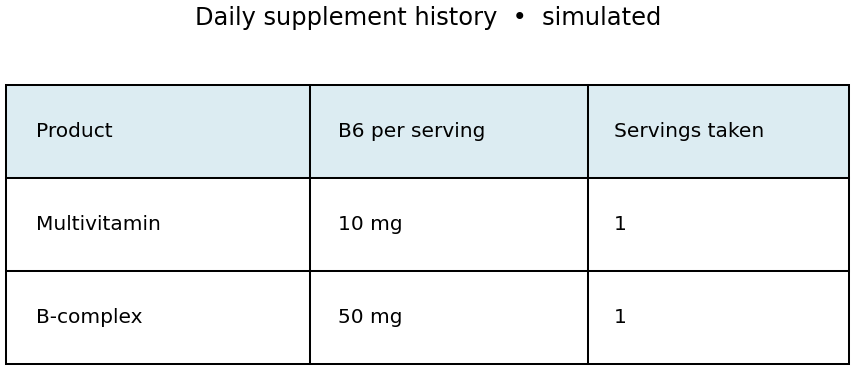 Daily supplement history • simulated
Product B6 per serving Servings taken
Multivitamin 10 mg 1
B-complex 50 mg 1